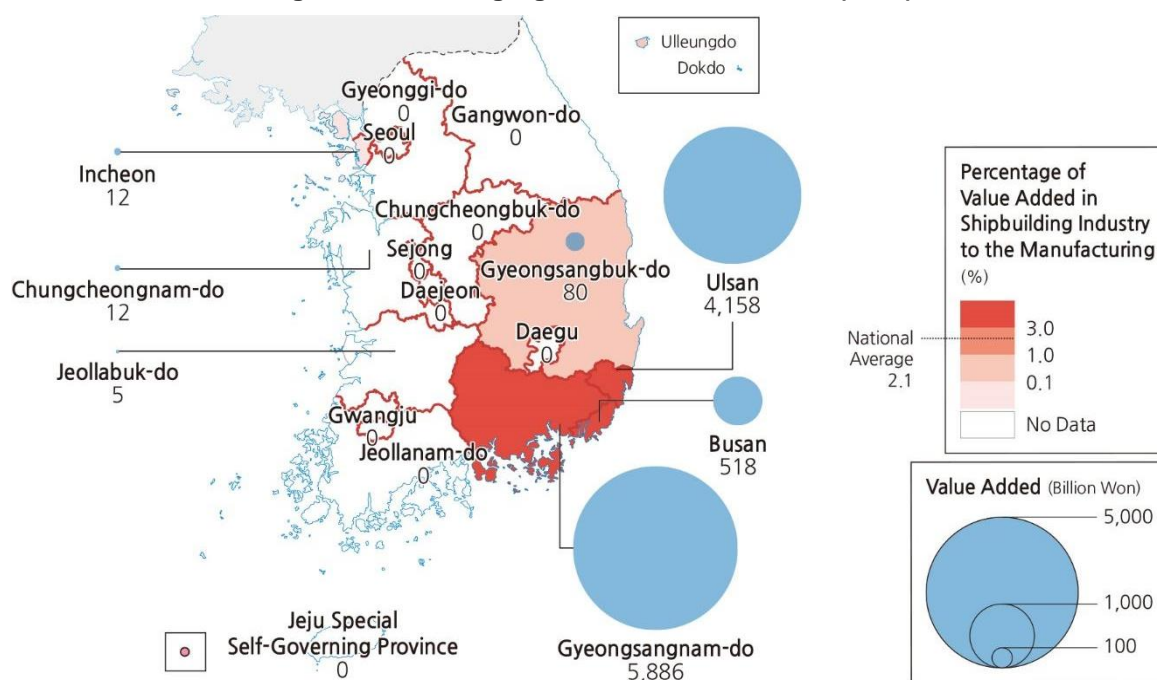 Ulleungdo
Dokdo
Gyeonggi-do
0
Gangwon-do
0
Seoul
0
Incheon
12
Chungcheongbuk-do
0
Sejong
0
Gyeongsangbuk-do
80
Daejeon
0
Chungcheongnam-do
12
Ulsan
4,158
Daegu
0
Jeollabuk-do
5
Gwangju
0
Jeollanam-do
0
Busan
518
Jeju Special
Self-Governing Province
0
Gyeongsangnam-do
5,886
Percentage of
Value Added in
Shipbuilding Industry
to the Manufacturing
(%)
3.0
National
Average
2.1
1.0
0.1
No Data
Value Added (Billion Won)
5,000
1,000
100